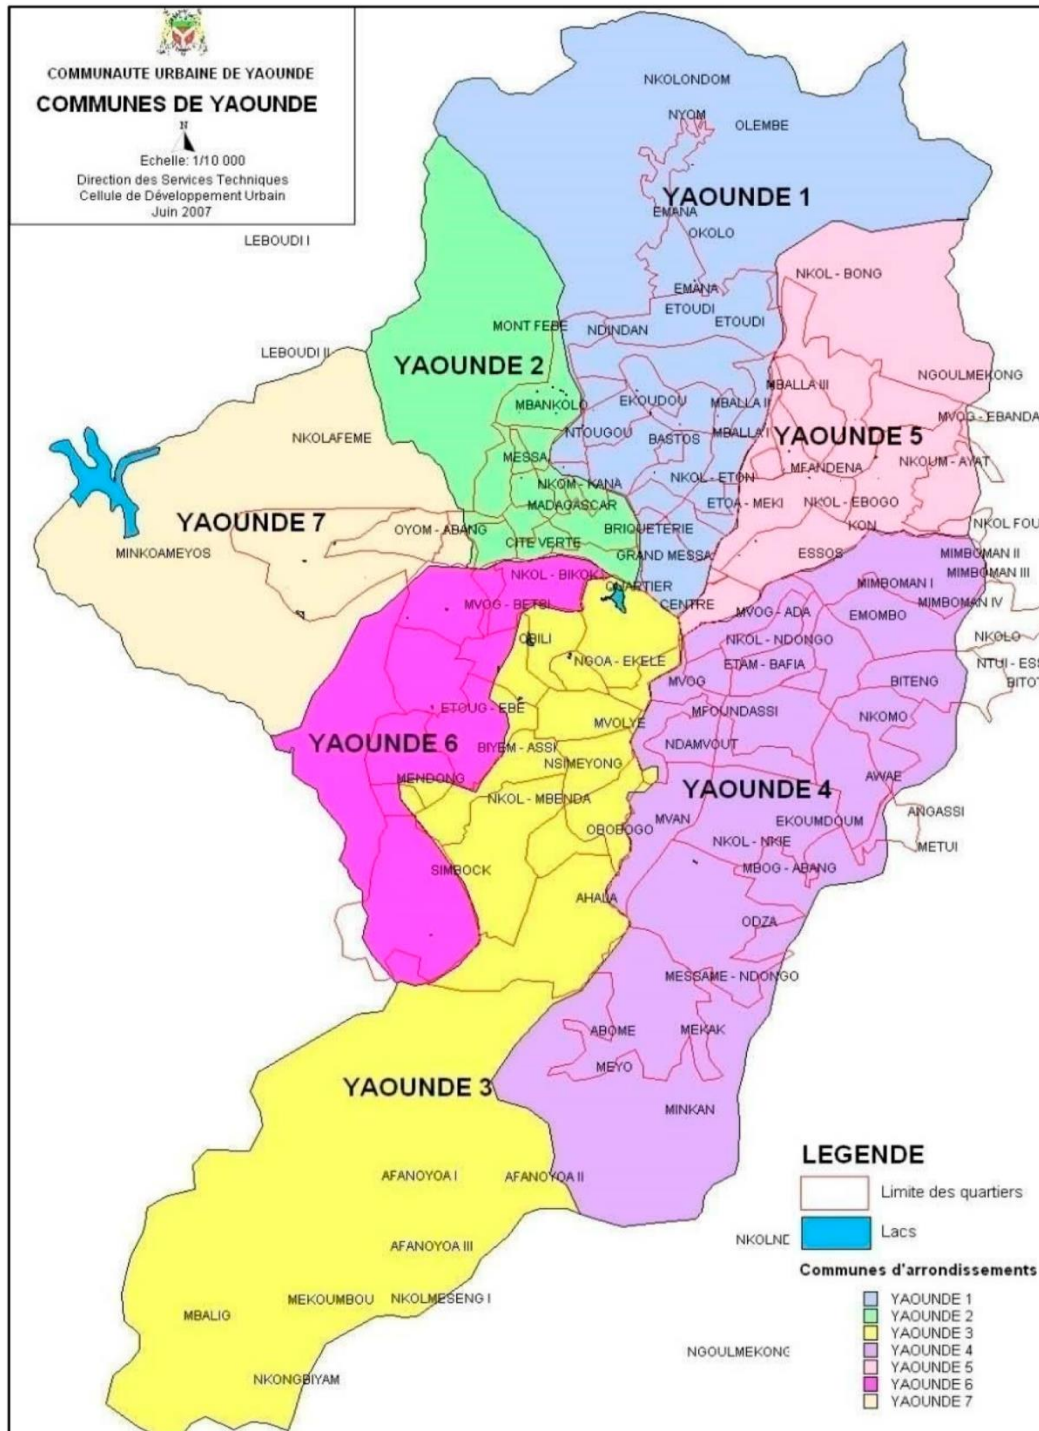 COMMUNAUTE URBAINE DE YAOUNDE
COMMUNES DE YAOUNDE
N
Echelle: 1/10 000
Direction des Services Techniques
Cellule de Développement Urbain
Juin 2007
NKOLONDOM
NYOM
OLEMBE
YAOUNDE 1
EMANA
OKOLO
LEBOUDI I
NKOL - BONG
EMANA
ETOUDI
ETOUDI
MONT FEBE
NDINDAN
LEBOUDI II
YAOUNDE 2
NGOULMEKONG
MBALLA III
MBANKOLO
EKOUDOU
MBALLA II
MVOG - EBANDA
NKOLAFEME
NTOUGOU
BASTOS
MBALLA I
YAOUNDE 5
MESSA
MFANDENA
NKOUM - AYAT
NKOM - KANA
NKOL - ETON
MADAGASCAR
ETOA - MEKI
NKOL - EBOGO
YAOUNDE 7
OYOM - ABANG
BRIQUETERIE
KON
NKOL FOU
MINKOAMEYOS
CITE VERTE
GRAND MESSA
ESSOS
MIMBOMAN II
NKOL - BIKOK
MIMBOMAN III
QUARTIER
MIMBOMAN I
MVOG - BETSI
CENTRE
MVOG - ADA
EMOMBO
MIMBOMAN IV
OBILI
NKOL - NDONGO
NKOLO
NGOA - EKELE
ETAM - BAFIA
NTUI - ESS
MVOG
BITENG
BITOT
ETOUG - EBE
MFOUNDASSI
NKOMO
MVOLYE
YAOUNDE 6
BIYEM - ASSI
NDAMVOUT
NSIMEYONG
MENDONG
AWAE
YAOUNDE 4
NKOL - MBENDA
ANGASSI
MVAN
EKOUMDOUM
OBOBOGO
NKOL - NKIE
METUI
SIMBOCK
MBOG - ABANG
AHALA
ODZA
MESSAME - NDONGO
ABOME
MEKAK
MEYO
YAOUNDE 3
MINKAN
AFANOYOA I
AFANOYOA II
NKOLND
AFANOYOA III
MEKOUMBOU
NKOLMESENG I
MBALIG
NGOULMEKONG
NKONGBIYAM
LEGENDE
Limite des quartiers
Lacs
Communes d'arrondissements
YAOUNDE 1
YAOUNDE 2
YAOUNDE 3
YAOUNDE 4
YAOUNDE 5
YAOUNDE 6
YAOUNDE 7